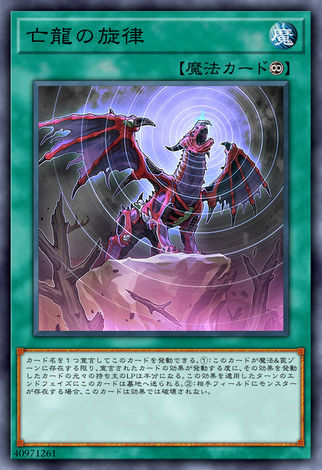 亡龍の旋律
魔
【魔法カード】
カード名を１つ宣言してこのカードを発動できる。①：このカードが魔法&罠ゾ
ーンに存在する限り、宣言されたカードの効果が発動する度に、その効果を発動
したカードの元々の持ち主のLPは半分になる。この効果を適用したターンのエ
ンドフェイズにこのカードは墓地へ送られる。②：相手フィールドにモンスター
が存在する場合、このカードは効果では破壊されない。
40971261